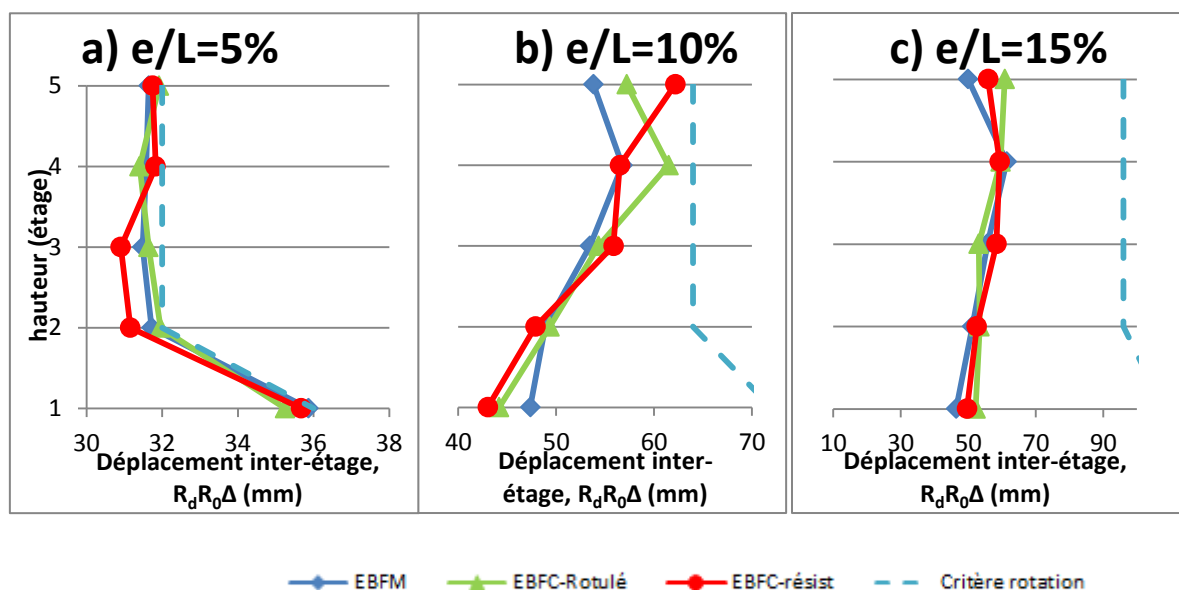 a) e/L=5%
b) e/L=10%
c) e/L=15%
hauteur (étage)
5
4
3
2
1
30 32 34 36 38
Déplacement inter-étage,
RdR0Δ (mm)
40 50 60 70
Déplacement inter-
étage, RdR0Δ (mm)
10 30 50 70 90
Déplacement inter-étage,
RdR0Δ (mm)
EBFM EBFC-Rotulé EBFC-résist Critère rotation